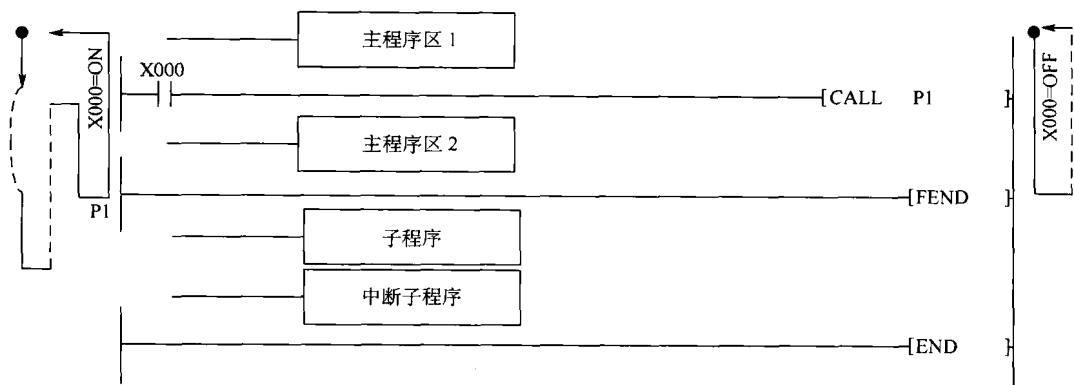 主程序区1
X000=ON
X000
[CALL P1 ]
X000=OFF
主程序区2
[FEND ]
P1
子程序
中断子程序
[END ]